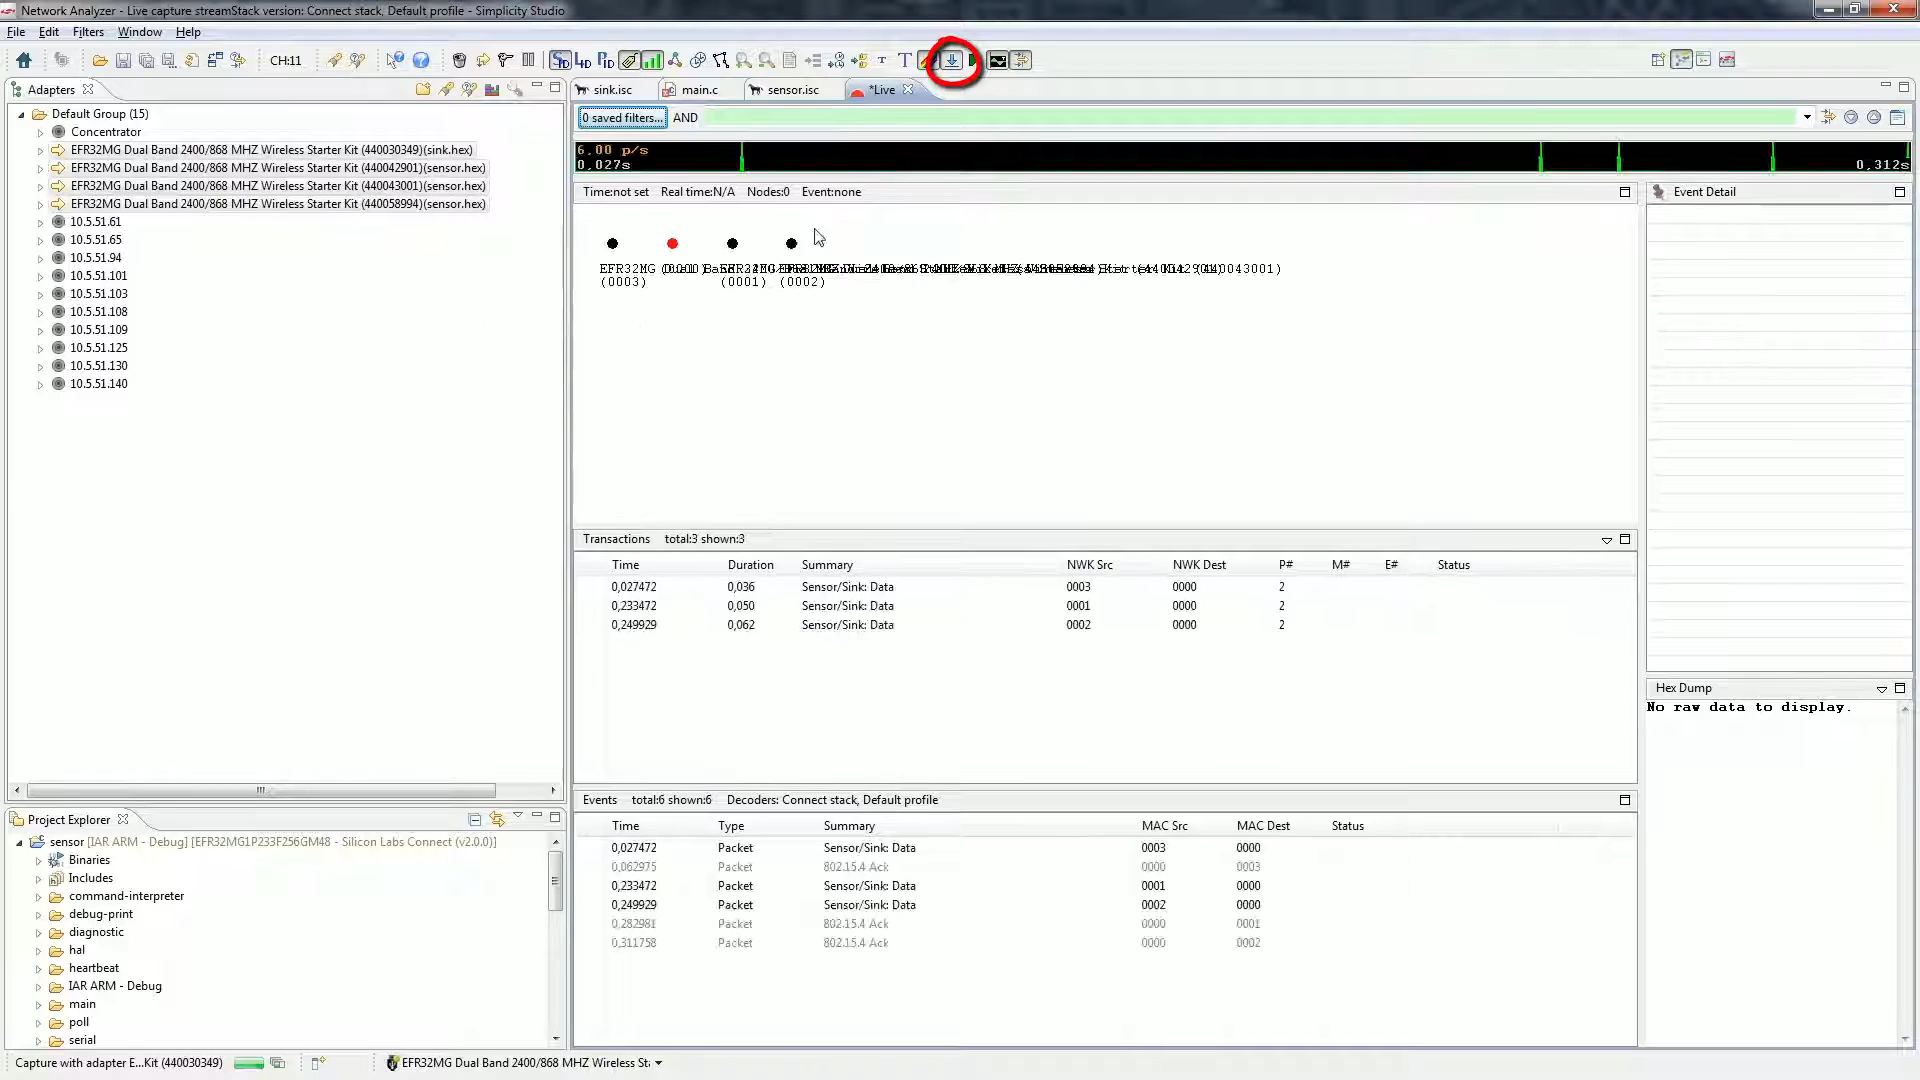 Network Analyzer - Live capture streamStack version: Connect stack, Default profile - Simplicity Studio
File Edit Filters Window Help
CH:11
Adapters
Default Group (15)
Concentrator
EFR32MG Dual Band 2400/868 MHZ Wireless Starter Kit (440030349)(sink.hex)
EFR32MG Dual Band 2400/868 MHZ Wireless Starter Kit (440042901)(sensor.hex)
EFR32MG Dual Band 2400/868 MHZ Wireless Starter Kit (440043001)(sensor.hex)
EFR32MG Dual Band 2400/868 MHZ Wireless Starter Kit (440058994)(sensor.hex)
10.5.51.61
10.5.51.65
10.5.51.94
10.5.51.101
10.5.51.103
10.5.51.108
10.5.51.109
10.5.51.125
10.5.51.130
10.5.51.140
Project Explorer
sensor [IAR ARM - Debug] [EFR32MG1P233F256GM48 - Silicon Labs Connect (v2.0.0)]
Binaries
Includes
command-interpreter
debug-print
diagnostic
hal
heartbeat
IAR ARM - Debug
main
poll
serial
sink.isc main.c sensor.isc *Live
0 saved filters... AND
6,00 p/s
0,027s 0,312s
Time:not set Real time:N/A Nodes:0 Event:none
EFR32MG
(0003) (0001) (0002)
Transactions total:3 shown:3
Time Duration Summary NWK Src NWK Dest P# M# E# Status
0,027472 0,036 Sensor/Sink: Data 0003 0000 2
0,233472 0,050 Sensor/Sink: Data 0001 0000 2
0,249929 0,062 Sensor/Sink: Data 0002 0000 2
Events total:6 shown:6 Decoders: Connect stack, Default profile
Time Type Summary MAC Src MAC Dest Status
0,027472 Packet Sensor/Sink: Data 0003 0000
0,062975 Packet 802.15.4 Ack 0000 0003
0,233472 Packet Sensor/Sink: Data 0001 0000
0,249929 Packet Sensor/Sink: Data 0002 0000
0,282981 Packet 802.15.4 Ack 0000 0001
0,311758 Packet 802.15.4 Ack 0000 0002
Event Detail
Hex Dump
No raw data to display.
Capture with adapter E...Kit (440030349) EFR32MG Dual Band 2400/868 MHZ Wireless St: